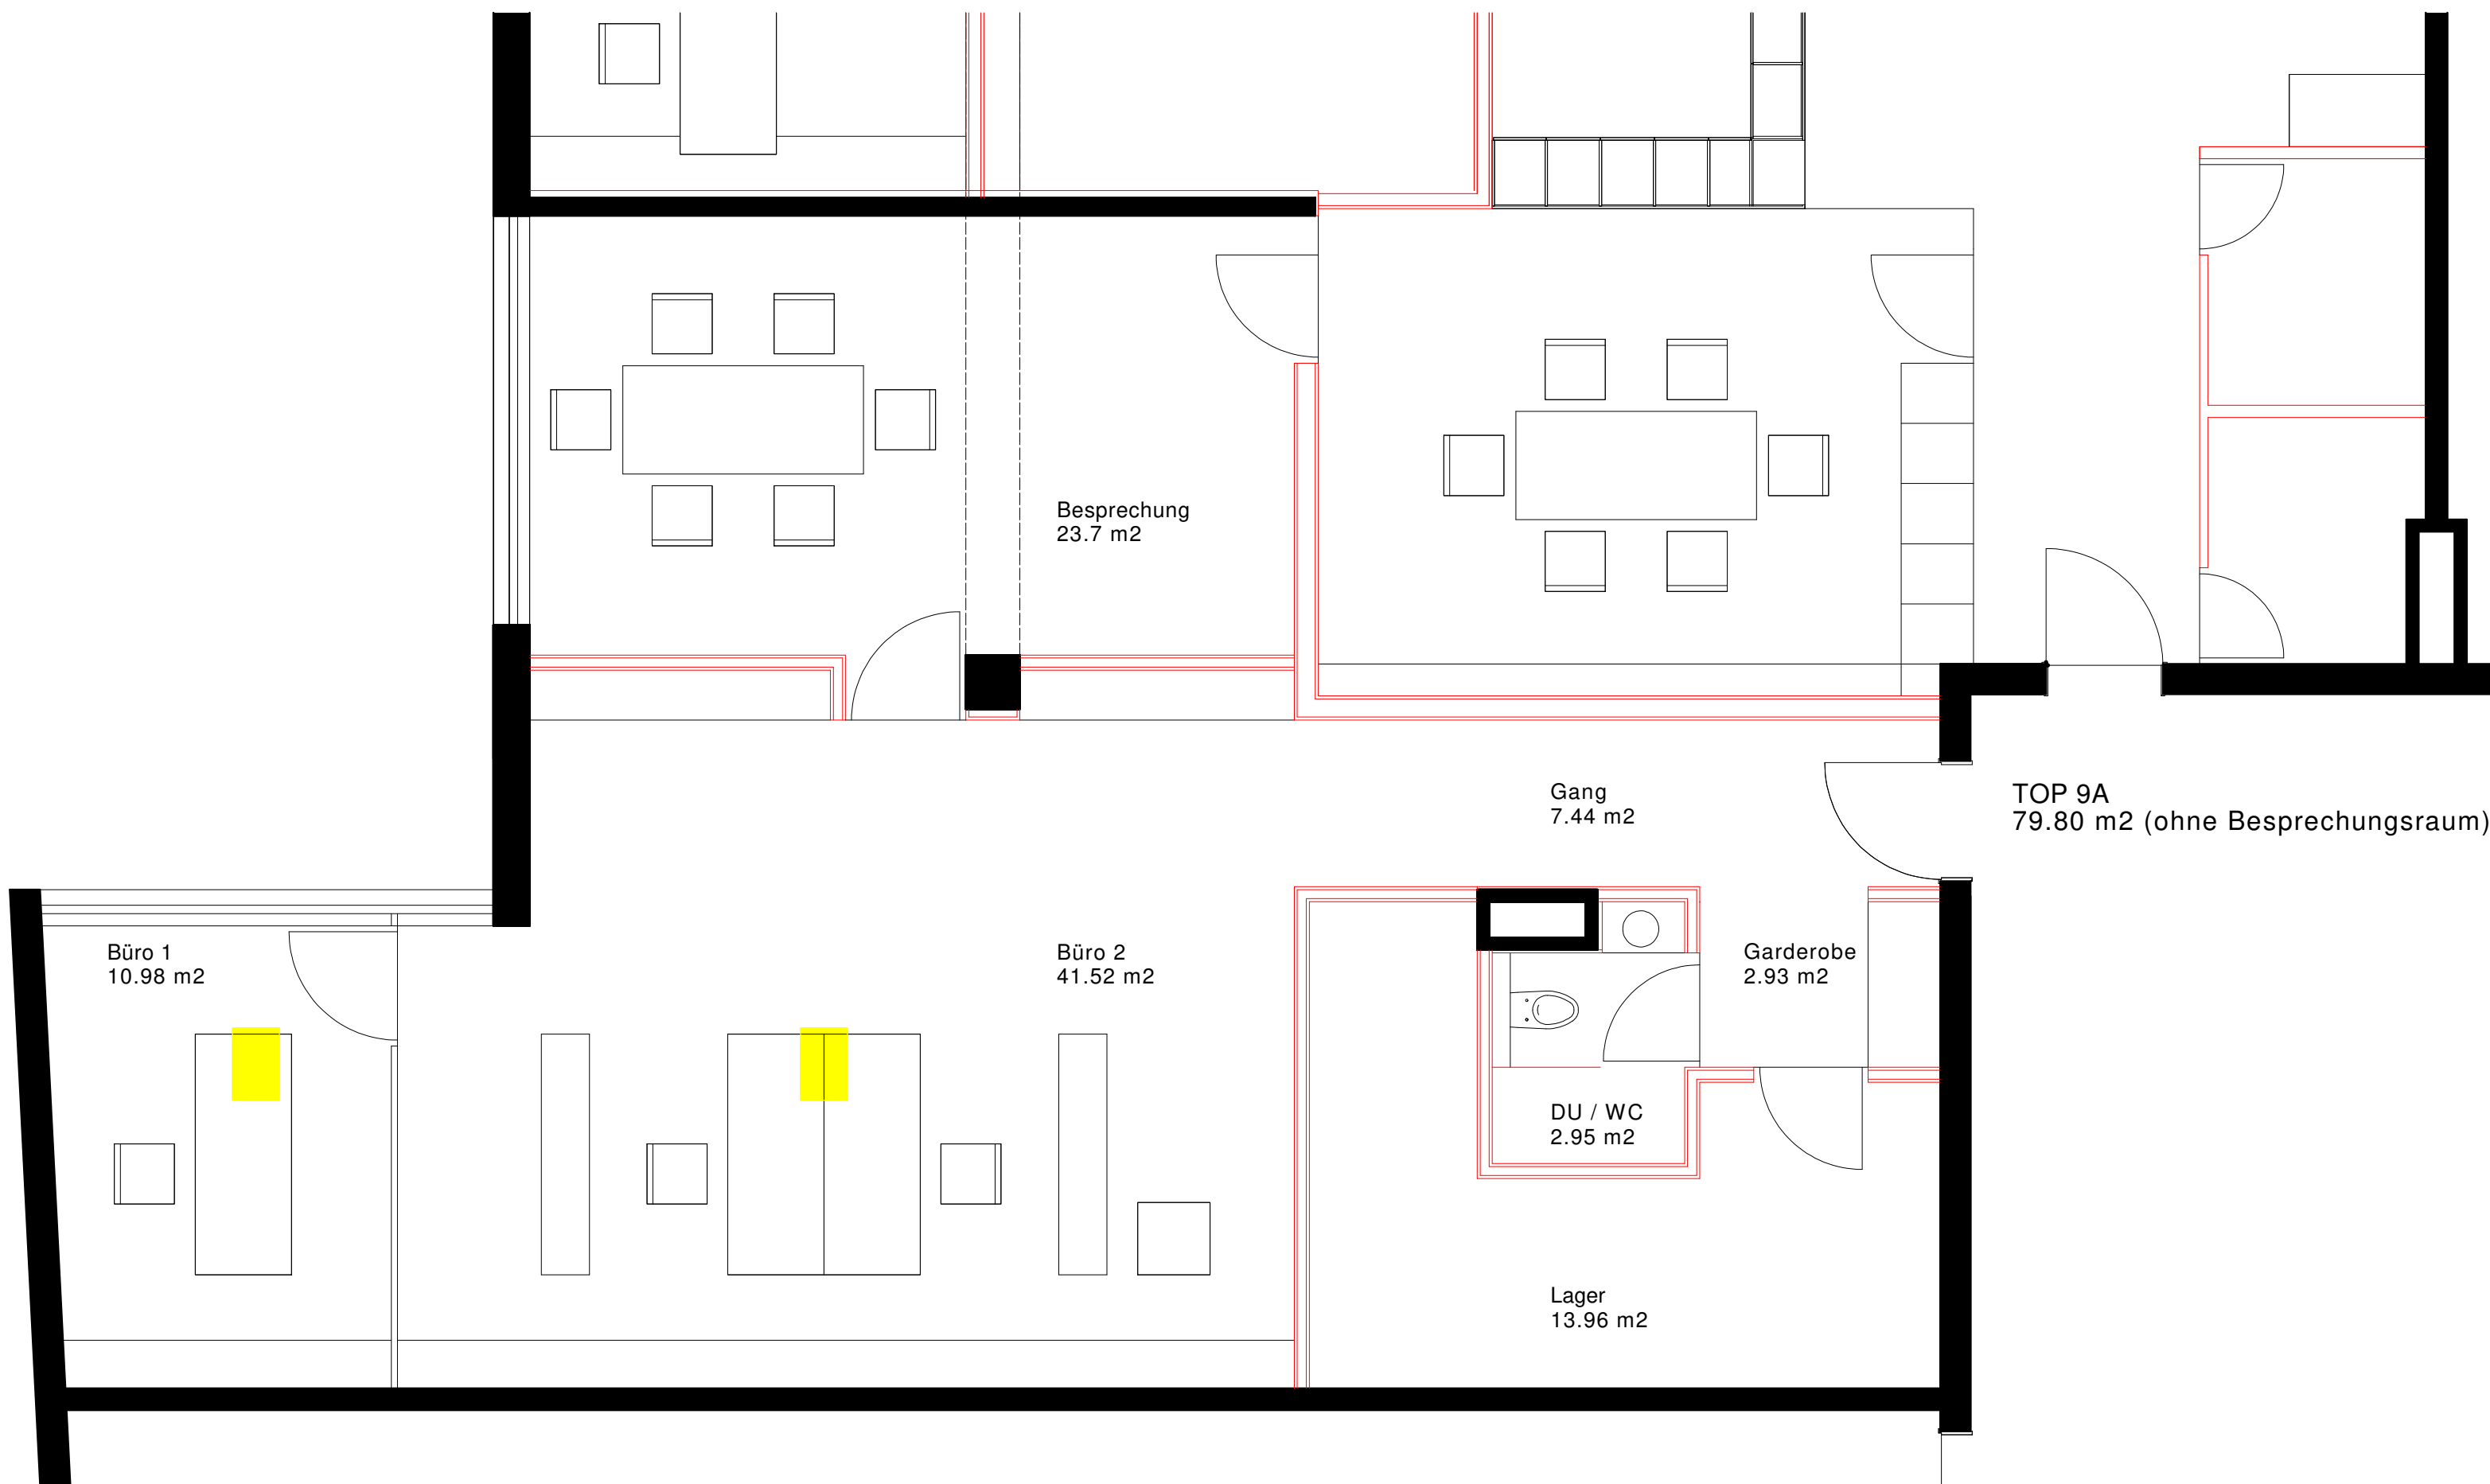 Besprechung
23.7 m2
Gang
7.44 m2
TOP 9A
79.80 m2 (ohne Besprechungsraum)
Büro 1
10.98 m2
Büro 2
41.52 m2
Garderobe
2.93 m2
DU / WC
2.95 m2
Lager
13.96 m2